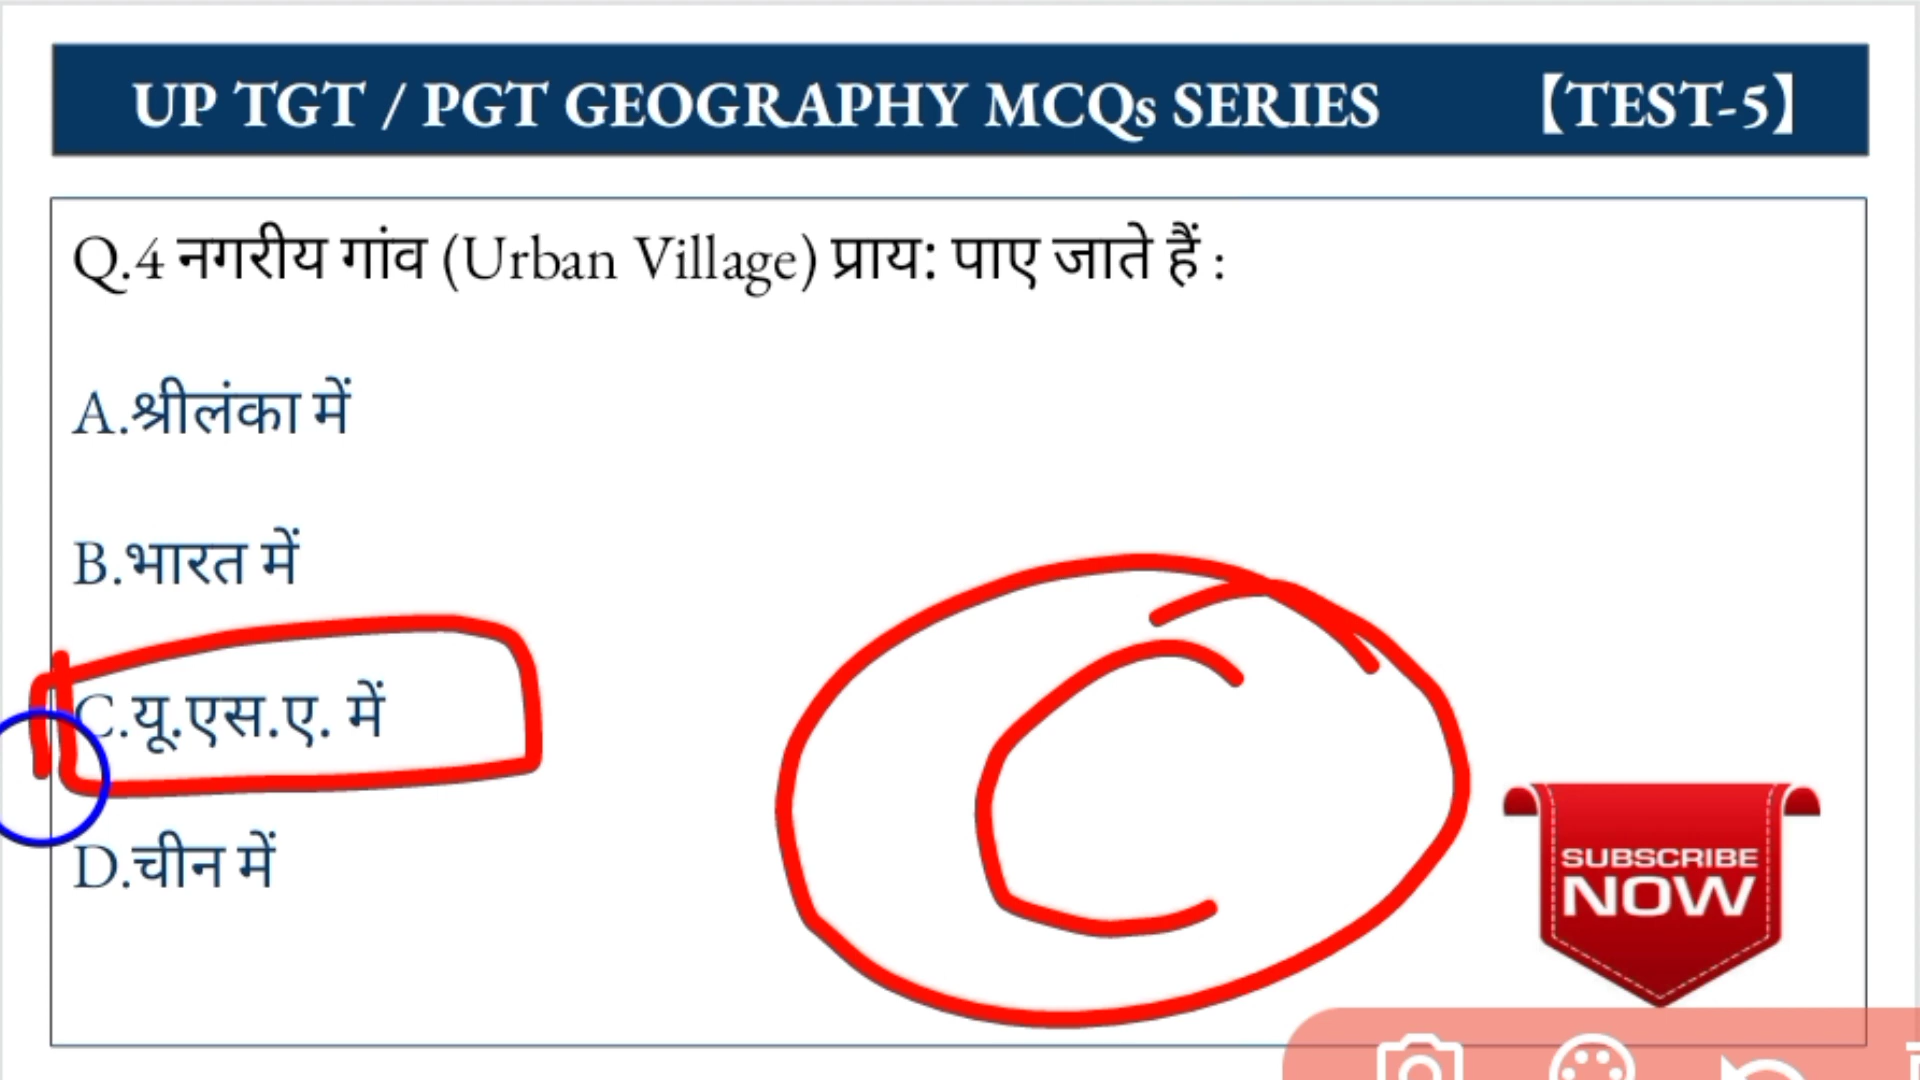 UP TGT / PGT GEOGRAPHY MCQs SERIES 【TEST-5】
Q.4 नगरीय गांव (Urban Village) प्राय: पाए जाते हैं :
A.श्रीलंका में
B.भारत में
C.यू.एस.ए. में
C
D.चीन में
SUBSCRIBE
NOW